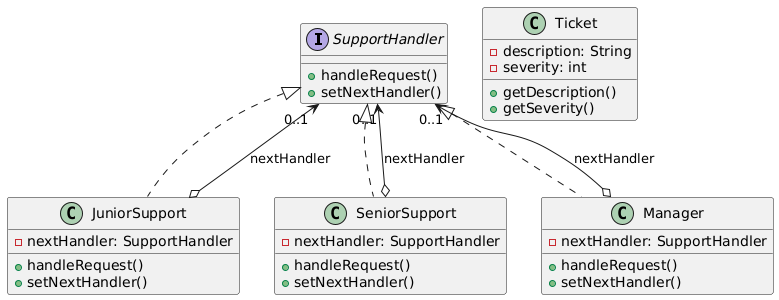 I SupportHandler
handleRequest()
setNextHandler()
C Ticket
description: String
severity: int
getDescription()
getSeverity()
0..1
0..1
0..1
nextHandler
nextHandler
nextHandler
C JuniorSupport
nextHandler: SupportHandler
handleRequest()
setNextHandler()
C SeniorSupport
nextHandler: SupportHandler
handleRequest()
setNextHandler()
C Manager
nextHandler: SupportHandler
handleRequest()
setNextHandler()